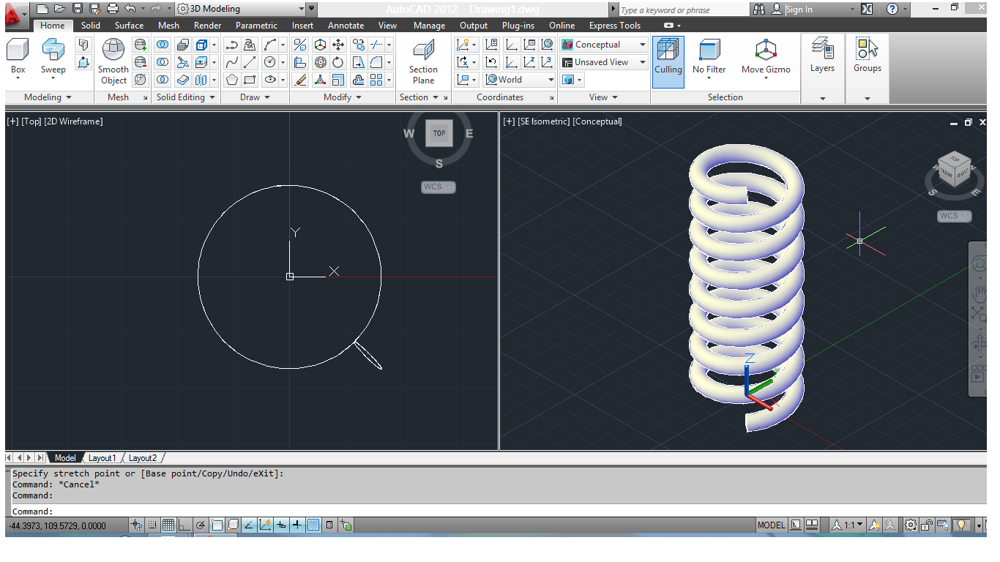 3D Modeling
AutoCAD 2012 Drawing1.dwg
Type a keyword or phrase
Sign In
Home Solid Surface Mesh Render Parametric Insert Annotate View Manage Output Plug-ins Online Express Tools
Box Sweep Smooth Object Section Plane
Conceptual
Unsaved View
World
Culling No Filter Move Gizmo Layers Groups
Modeling Mesh Solid Editing Draw Modify Section Coordinates View Selection
[+] [Top] [2D Wireframe]
W TOP E
S
WCS
Y
X
[+] [SE Isometric] [Conceptual]
TOP
FRONT RIGHT
S E
WCS
Z
Model Layout1 Layout2
Specify stretch point or [Base point/Copy/Undo/eXit]:
Command: *Cancel*
Command:
Command:
-44.3973, 109.5729, 0.0000
MODEL
1:1